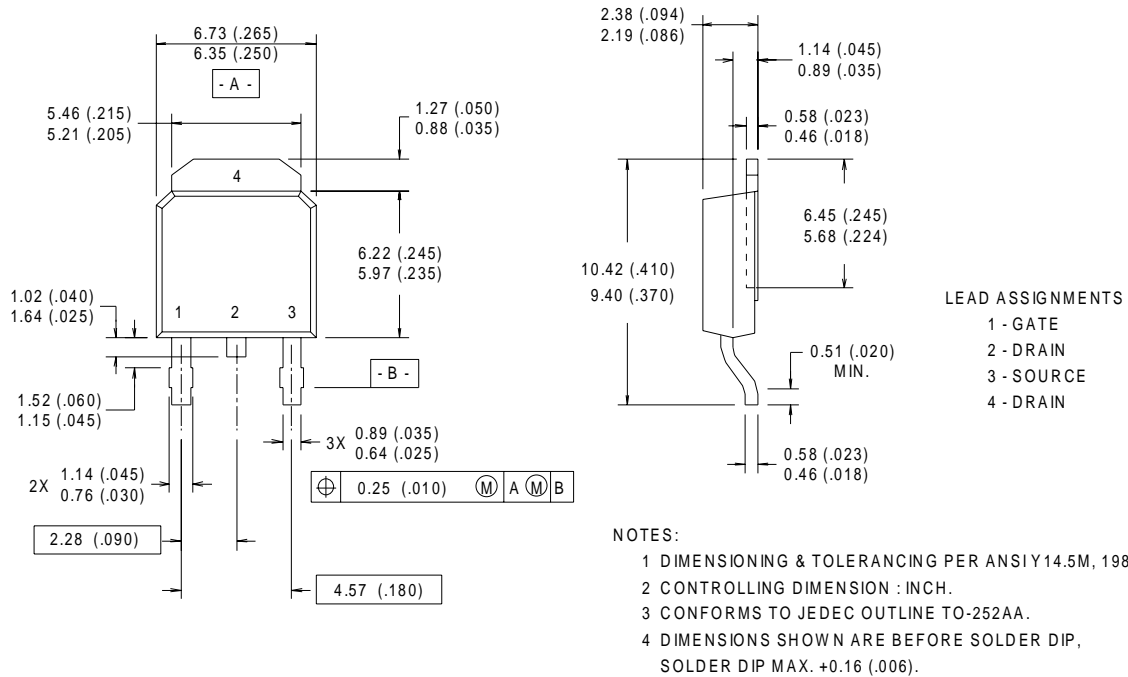 6.73 (.265)
6.35 (.250)
- A -
5.46 (.215)
5.21 (.205)
1.27 (.050)
0.88 (.035)
4
6.22 (.245)
5.97 (.235)
1.02 (.040)
1.64 (.025)
1 2 3
- B -
1.52 (.060)
1.15 (.045)
3X 0.89 (.035)
0.64 (.025)
2X 1.14 (.045)
0.76 (.030)
⌖ 0.25 (.010) Ⓜ A Ⓜ B
2.28 (.090)
4.57 (.180)
2.38 (.094)
2.19 (.086)
1.14 (.045)
0.89 (.035)
0.58 (.023)
0.46 (.018)
6.45 (.245)
5.68 (.224)
10.42 (.410)
9.40 (.370)
0.51 (.020)
MIN.
0.58 (.023)
0.46 (.018)
LEAD ASSIGNMENTS
1 - GATE
2 - DRAIN
3 - SOURCE
4 - DRAIN
NOTES:
1 DIMENSIONING & TOLERANCING PER ANSI Y14.5M, 198
2 CONTROLLING DIMENSION : INCH.
3 CONFORMS TO JEDEC OUTLINE TO-252AA.
4 DIMENSIONS SHOWN ARE BEFORE SOLDER DIP,
SOLDER DIP MAX. +0.16 (.006).